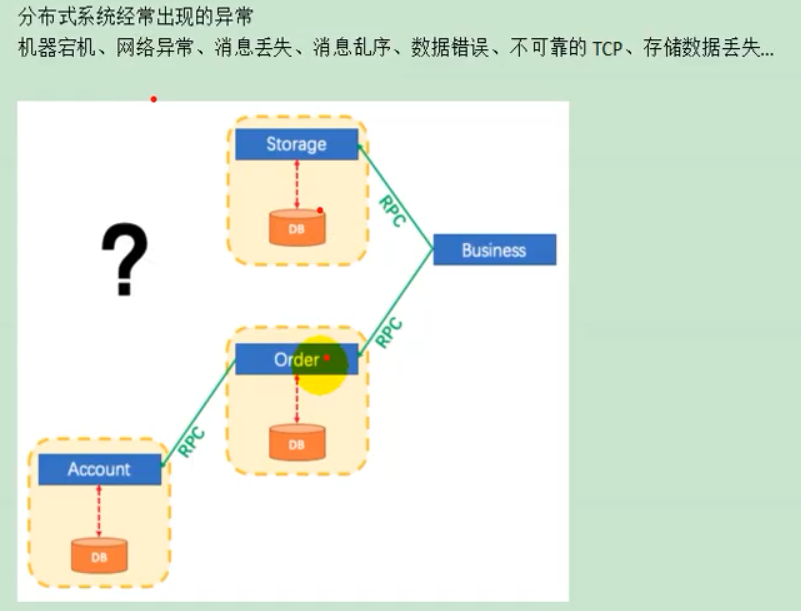 分布式系统经常出现的异常
机器宕机、网络异常、消息丢失、消息乱序、数据错误、不可靠的 TCP、存储数据丢失...
Storage
DB
RPC
?
Business
RPC
Order
DB
RPC
Account
DB